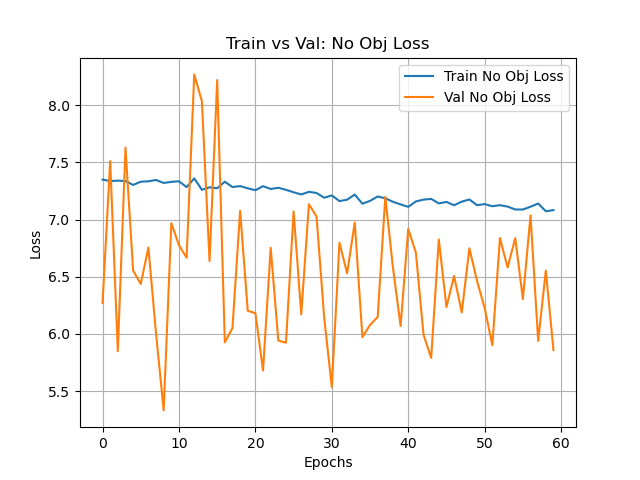 Train vs Val: No Obj Loss
Train No Obj Loss
Val No Obj Loss
8.0
7.5
7.0
6.5
6.0
5.5
Loss
0 10 20 30 40 50 60
Epochs